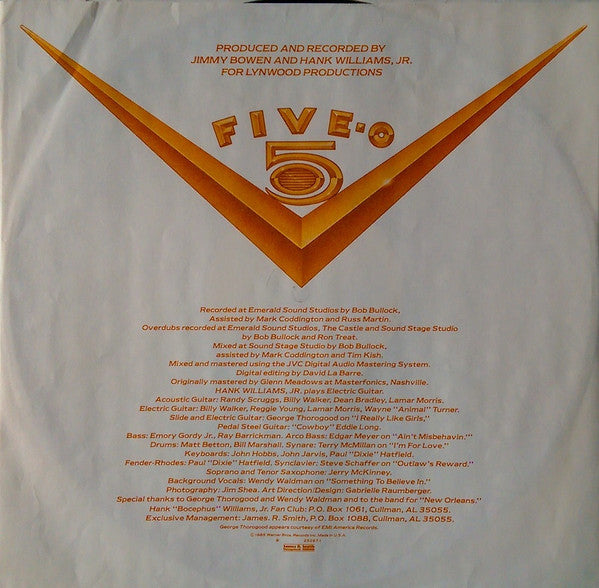 PRODUCED AND RECORDED BY
JIMMY BOWEN AND HANK WILLIAMS, JR.
FOR LYNWOOD PRODUCTIONS
FIVE-O
5
Recorded at Emerald Sound Studios by Bob Bullock,
Assisted by Mark Coddington and Russ Martin.
Overdubs recorded at Emerald Sound Studios, The Castle and Sound Stage Studio
by Bob Bullock and Ron Treat.
Mixed at Sound Stage Studio by Bob Bullock,
assisted by Mark Coddington and Tim Kish.
Mixed and mastered using the JVC Digital Audio Mastering System.
Digital editing by David La Barre.
Originally mastered by Glenn Meadows at Masterfonics, Nashville.
HANK WILLIAMS, JR. plays Electric Guitar.
Acoustic Guitar: Randy Scruggs, Billy Walker, Dean Bradley, Lamar Morris.
Electric Guitar: Billy Walker, Reggie Young, Lamar Morris, Wayne "Animal" Turner.
Slide and Electric Guitar: George Thorogood on "I Really Like Girls,"
Pedal Steel Guitar: "Cowboy" Eddie Long.
Bass: Emory Gordy Jr., Ray Barrickman. Arco Bass: Edgar Meyer on "Ain't Misbehavin.'"
Drums: Matt Betton, Bill Marshall. Synare: Terry McMillan on "I'm For Love."
Keyboards: John Hobbs, John Jarvis, Paul "Dixie" Hatfield.
Fender-Rhodes: Paul "Dixie" Hatfield, Synclavier: Steve Schaffer on "Outlaw's Reward."
Soprano and Tenor Saxophone: Jerry McKinney.
Background Vocals: Wendy Waldman on "Something To Believe In."
Photography: Jim Shea. Art Direction/Design: Gabrielle Raumberger.
Special thanks to George Thorogood and Wendy Waldman and to the band for "New Orleans."
Hank "Bocephus" Williams, Jr. Fan Club: P.O. Box 1061, Cullman, AL 35055.
Exclusive Management: James. R. Smith, P.O. Box 1088, Cullman, AL 35055.
George Thorogood appears courtesy of EMI America Records.
© 1985 Warner Bros. Records Inc. Made in U.S.A.